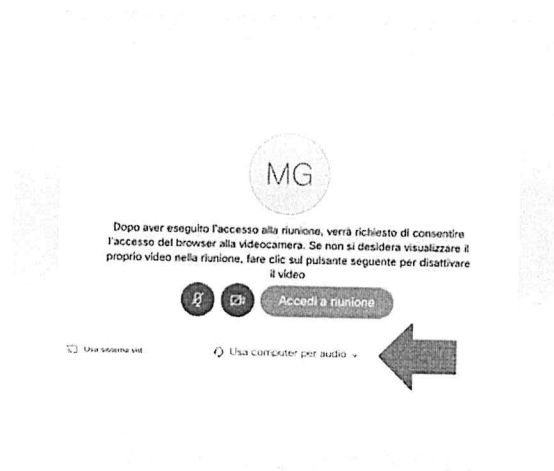 MG
Dopo aver eseguito l'accesso alla riunione, verrà richiesto di consentire
l'accesso del browser alla videocamera. Se non si desidera visualizzare il
proprio video nella riunione, fare clic sul pulsante seguente per disattivare
il video
Accedi a riunione
Usa sistema
Usa computer per audio